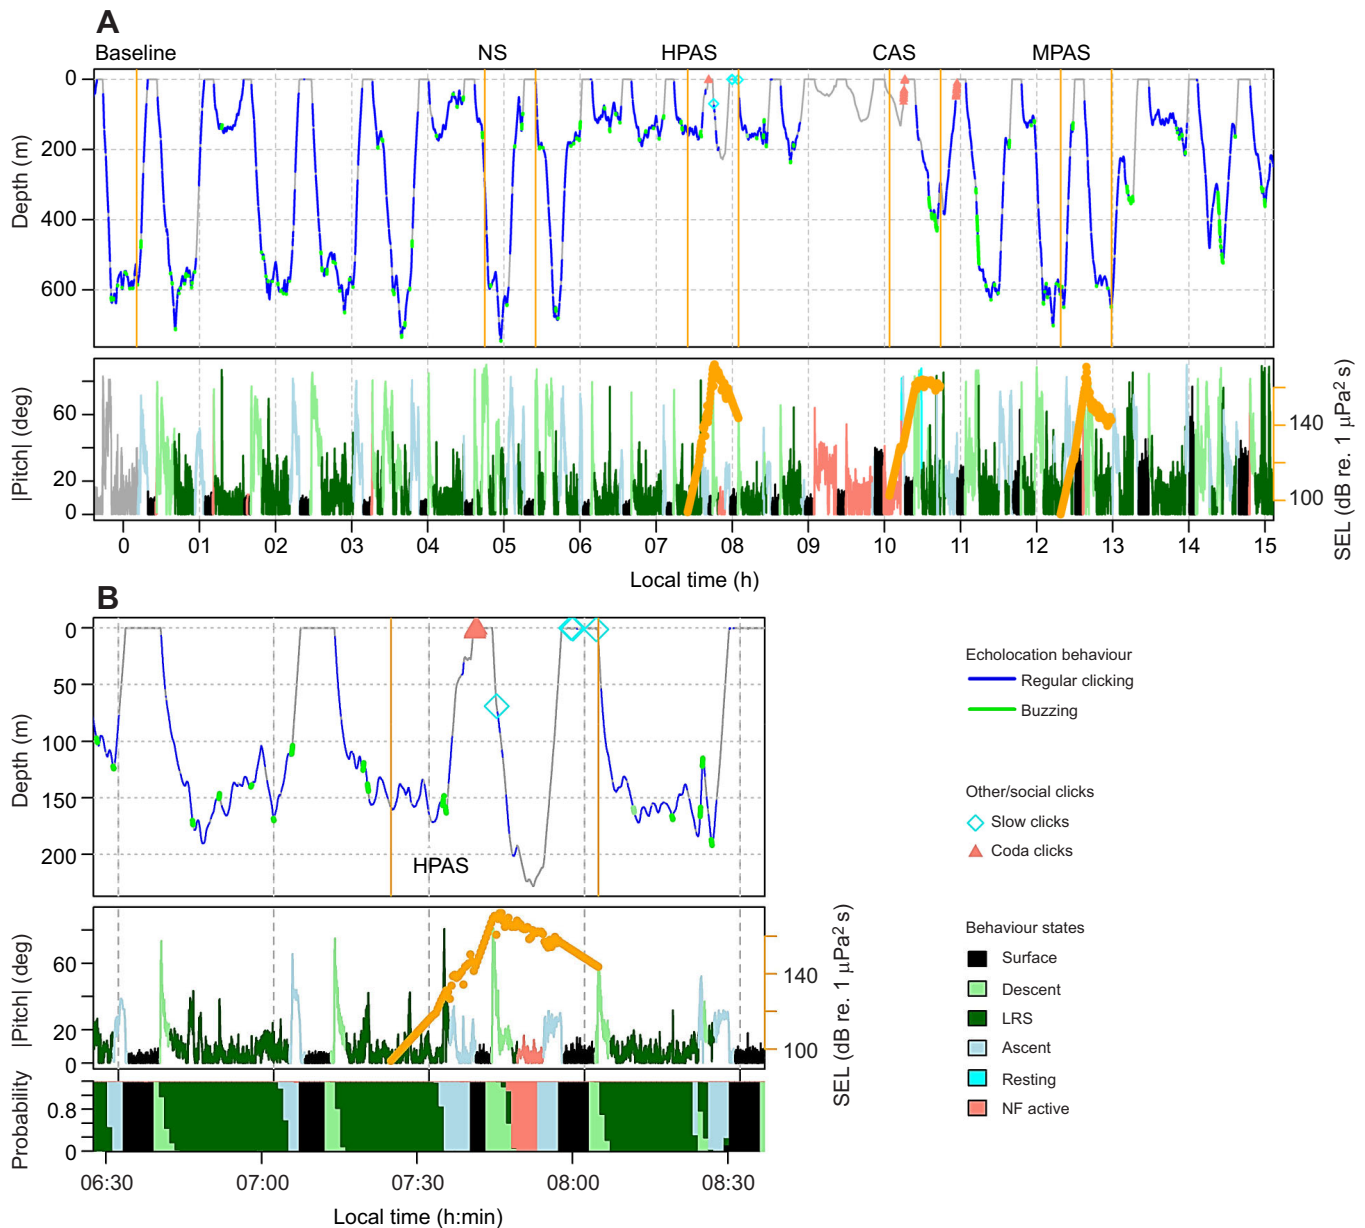 A
Baseline NS HPAS CAS MPAS
0
200
400
600
Depth (m)
60
20
0
|Pitch| (deg)
140
100
SEL (dB re. 1 μPa² s)
0 01 02 03 04 05 06 07 08 09 10 11 12 13 14 15
Local time (h)
B
0
50
100
150
200
Depth (m)
HPAS
60
20
0
|Pitch| (deg)
140
100
SEL (dB re. 1 μPa² s)
0.8
0
Probability
06:30 07:00 07:30 08:00 08:30
Local time (h:min)
Echolocation behaviour
Regular clicking
Buzzing
Other/social clicks
Slow clicks
Coda clicks
Behaviour states
Surface
Descent
LRS
Ascent
Resting
NF active